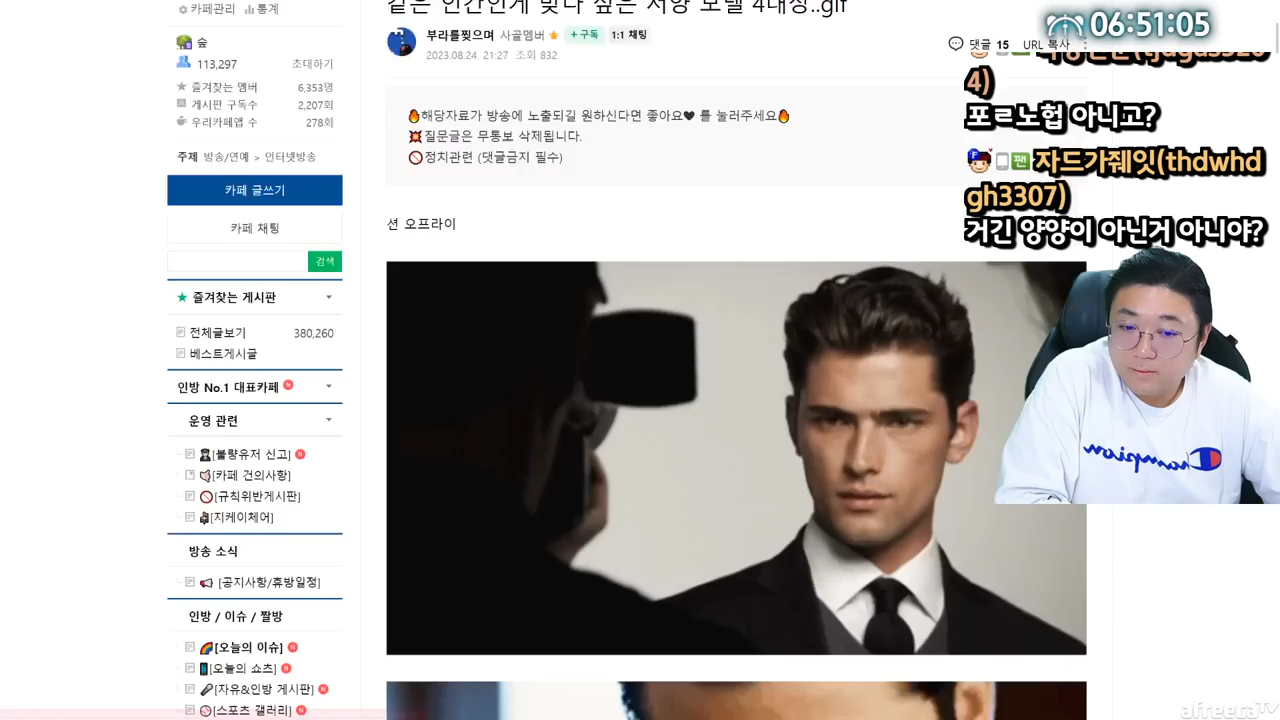 카페관리 통계
숲
113,297 초대하기
즐겨찾는 멤버 6,353명
게시판 구독수 2,207회
우리카페앱 수 278회
주제 방송/연예 > 인터넷방송
카페 글쓰기
카페 채팅
검색
즐겨찾는 게시판
전체글보기 380,260
베스트게시글
인방 No.1 대표카페 N
운영 관련
[불량유저 신고] N
[카페 건의사항]
[규칙위반게시판]
[지케이체어]
방송 소식
[공지사항/휴방일정]
인방 / 이슈 / 짤방
[오늘의 이슈] N
[오늘의 쇼츠] N
[자유&인방 게시판] N
[스포츠 갤러리] N
같은 인간인게 맞나 싶은 서양 모델 4대장..gif
부라를찢으며 사골멤버 + 구독 1:1 채팅
2023.08.24. 21:27 조회 832
댓글 15 URL 복사
🔥해당자료가 방송에 노출되길 원하신다면 좋아요♥ 를 눌러주세요🔥
💥질문글은 무통보 삭제됩니다.
🚫정치관련 (댓글금지 필수)
션 오프라이
06:51:05
4)
포ㄹ노헙 아니고?
F 팬 자드가줴잇(thdwhd
gh3307)
거긴 양양이 아닌거 아니야?
Champion
afreecaTV